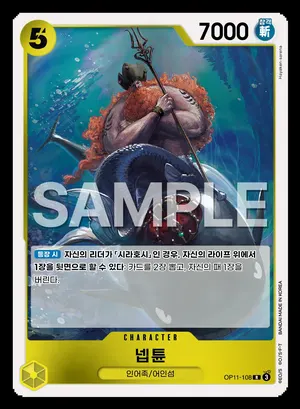 5
7000
참격
斬
SAMPLE
등장 시 자신의 리더가 「시라호시」인 경우, 자신의 라이프 위에서
1장을 뒷면으로 할 수 있다: 카드를 2장 뽑고, 자신의 패 1장을
버린다.
CHARACTER
넵튠
인어족/어인섬
OP11-108 R 3